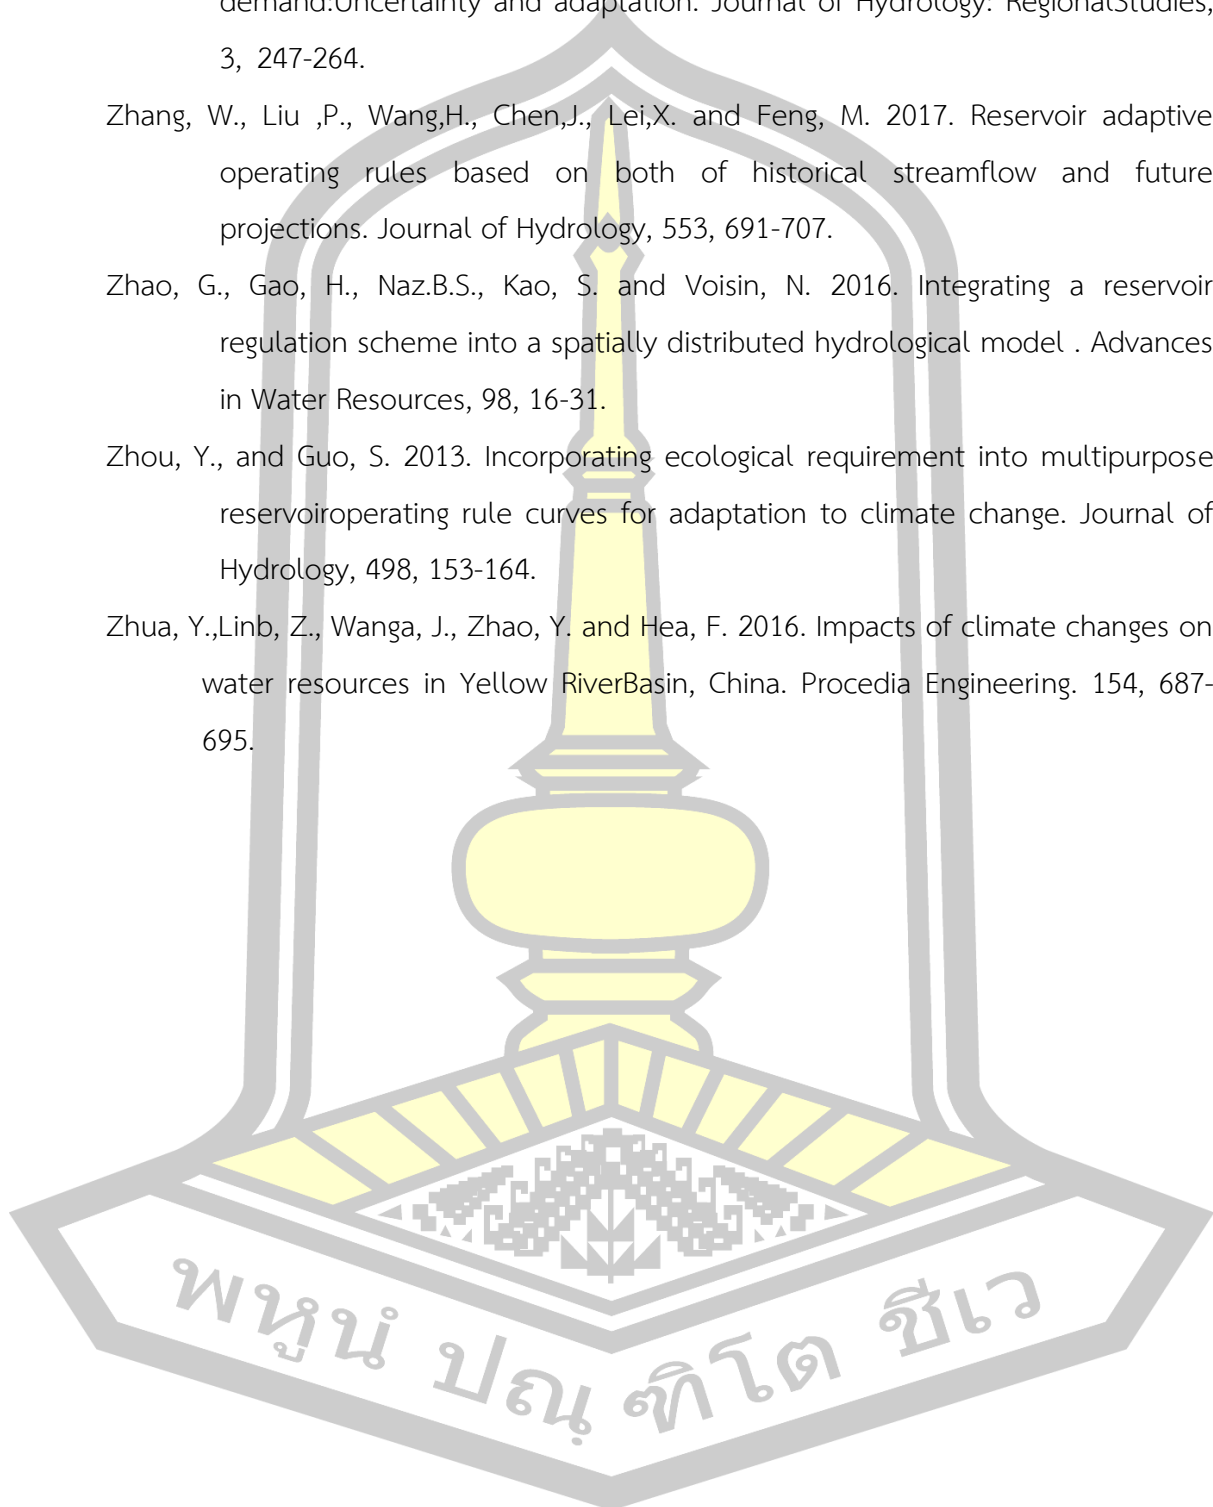 demand:Uncertainty and adaptation. Journal of Hydrology: RegionalStudies,
3, 247-264.
Zhang, W., Liu ,P., Wang,H., Chen,J., Lei,X. and Feng, M. 2017. Reservoir adaptive
operating rules based on both of historical streamflow and future
projections. Journal of Hydrology, 553, 691-707.
Zhao, G., Gao, H., Naz.B.S., Kao, S. and Voisin, N. 2016. Integrating a reservoir
regulation scheme into a spatially distributed hydrological model . Advances
in Water Resources, 98, 16-31.
Zhou, Y., and Guo, S. 2013. Incorporating ecological requirement into multipurpose
reservoiroperating rule curves for adaptation to climate change. Journal of
Hydrology, 498, 153-164.
Zhua, Y.,Linb, Z., Wanga, J., Zhao, Y. and Hea, F. 2016. Impacts of climate changes on
water resources in Yellow RiverBasin, China. Procedia Engineering. 154, 687-
695.
พหูนํ ปณฺ ฑิโต ชีเว